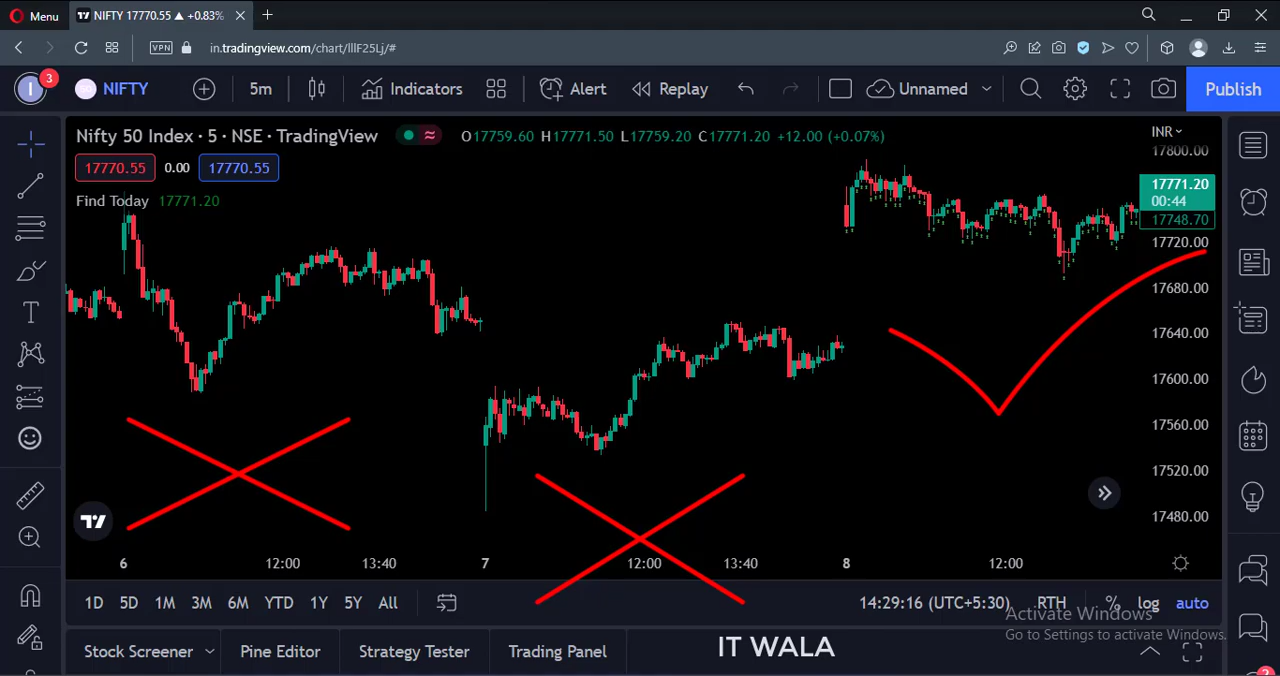 Menu
NIFTY 17770.55 ▲ +0.83%
VPN
in.tradingview.com/chart/lllF25Lj/#
I
3
NIFTY
5m
Indicators
Alert
Replay
Unnamed
Publish
Nifty 50 Index · 5 · NSE · TradingView
O17759.60 H17771.50 L17759.20 C17771.20 +12.00 (+0.07%)
INR
17770.55 0.00 17770.55
Find Today 17771.20
17800.00
17771.20
00:44
17748.70
17720.00
17680.00
17640.00
17600.00
17560.00
17520.00
17480.00
6 12:00 13:40 7 12:00 13:40 8 12:00
1D 5D 1M 3M 6M YTD 1Y 5Y All
14:29:16 (UTC+5:30) RTH % log auto
Activate Windows
Go to Settings to activate Windows.
Stock Screener Pine Editor Strategy Tester Trading Panel
IT WALA